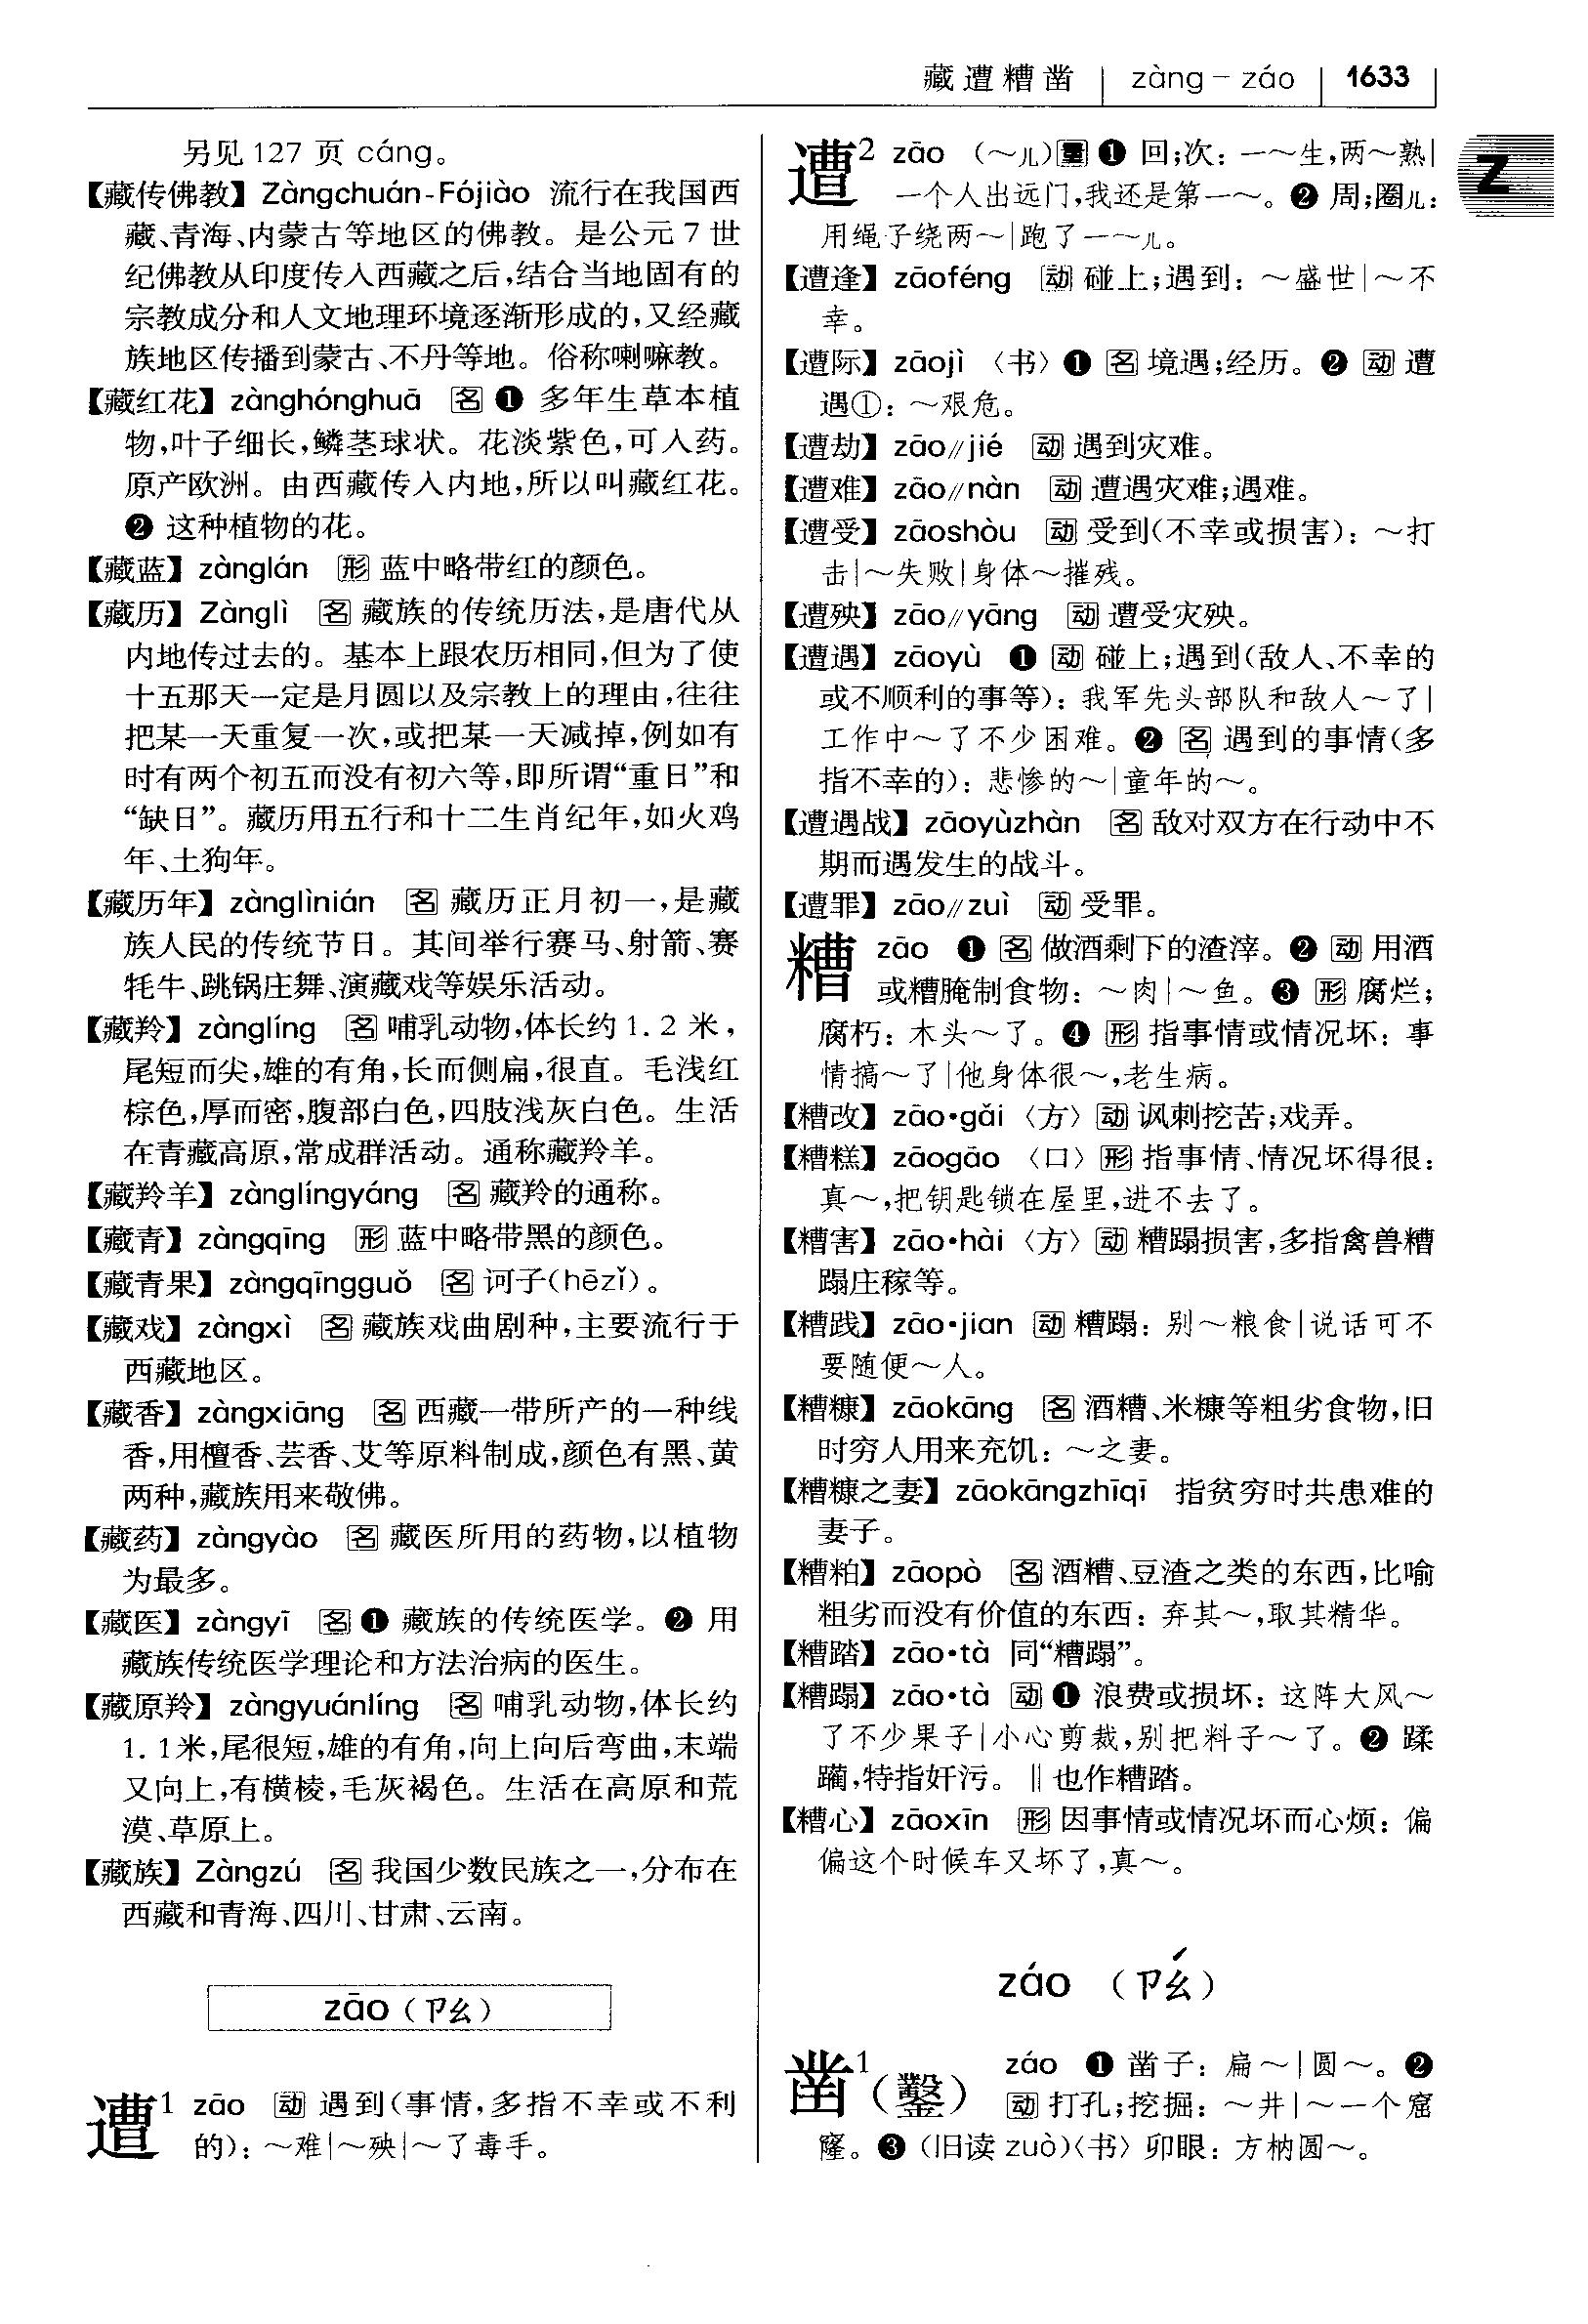 藏遭糟凿 | zàng – záo | 1633
另见127页 cáng。
【藏传佛教】Zàngchuán-Fójiào 流行在我国西
藏、青海、内蒙古等地区的佛教。是公元7世
纪佛教从印度传入西藏之后,结合当地固有的
宗教成分和人文地理环境逐渐形成的,又经藏
族地区传播到蒙古、不丹等地。俗称喇嘛教。
【藏红花】zànghónghuā 名 ❶ 多年生草本植
物,叶子细长,鳞茎球状。花淡紫色,可入药。
原产欧洲。由西藏传入内地,所以叫藏红花。
❷ 这种植物的花。
【藏蓝】zànglán 形 蓝中略带红的颜色。
【藏历】Zànglì 名 藏族的传统历法,是唐代从
内地传过去的。基本上跟农历相同,但为了使
十五那天一定是月圆以及宗教上的理由,往往
把某一天重复一次,或把某一天减掉,例如有
时有两个初五而没有初六等,即所谓“重日”和
“缺日”。藏历用五行和十二生肖纪年,如火鸡
年、土狗年。
【藏历年】zànglìnián 名 藏历正月初一,是藏
族人民的传统节日。其间举行赛马、射箭、赛
牦牛、跳锅庄舞、演藏戏等娱乐活动。
【藏羚】zànglíng 名 哺乳动物,体长约1.2米,
尾短而尖,雄的有角,长而侧扁,很直。毛浅红
棕色,厚而密,腹部白色,四肢浅灰白色。生活
在青藏高原,常成群活动。通称藏羚羊。
【藏羚羊】zànglíngyáng 名 藏羚的通称。
【藏青】zàngqīng 形 蓝中略带黑的颜色。
【藏青果】zàngqīngguǒ 名 诃子(hēzǐ)。
【藏戏】zàngxì 名 藏族戏曲剧种,主要流行于
西藏地区。
【藏香】zàngxiāng 名 西藏一带所产的一种线
香,用檀香、芸香、艾等原料制成,颜色有黑、黄
两种,藏族用来敬佛。
【藏药】zàngyào 名 藏医所用的药物,以植物
为最多。
【藏医】zàngyī 名 ❶ 藏族的传统医学。❷ 用
藏族传统医学理论和方法治病的医生。
【藏原羚】zàngyuánlíng 名 哺乳动物,体长约
1.1米,尾很短,雄的有角,向上向后弯曲,末端
又向上,有横棱,毛灰褐色。生活在高原和荒
漠、草原上。
【藏族】Zàngzú 名 我国少数民族之一,分布在
西藏和青海、四川、甘肃、云南。
zāo(ㄗㄠ)
遭¹ zāo 动 遇到(事情,多指不幸或不利
的):～难|～殃|～了毒手。
遭² zāo (～儿)量 ❶ 回;次:一～生,两～熟|
一个人出远门,我还是第一～。❷ 周;圈儿:
用绳子绕两～|跑了一～儿。
【遭逢】zāoféng 动 碰上;遇到:～盛世|～不
幸。
【遭际】zāojì〈书〉❶ 名 境遇;经历。❷ 动 遭
遇①:～艰危。
【遭劫】zāo∥jié 动 遇到灾难。
【遭难】zāo∥nàn 动 遭遇灾难;遇难。
【遭受】zāoshòu 动 受到(不幸或损害):～打
击|～失败|身体～摧残。
【遭殃】zāo∥yāng 动 遭受灾殃。
【遭遇】zāoyù ❶ 动 碰上;遇到(敌人、不幸的
或不顺利的事等):我军先头部队和敌人～了|
工作中～了不少困难。❷ 名 遇到的事情(多
指不幸的):悲惨的～|童年的～。
【遭遇战】zāoyùzhàn 名 敌对双方在行动中不
期而遇发生的战斗。
【遭罪】zāo∥zuì 动 受罪。
糟 zāo ❶ 名 做酒剩下的渣滓。❷ 动 用酒
或糟腌制食物:～肉|～鱼。❸ 形 腐烂;
腐朽:木头～了。❹ 形 指事情或情况坏:事
情搞～了|他身体很～,老生病。
【糟改】zāo•gǎi〈方〉动 讽刺挖苦;戏弄。
【糟糕】zāogāo〈口〉形 指事情、情况坏得很:
真～,把钥匙锁在屋里,进不去了。
【糟害】zāo•hài〈方〉动 糟蹋损害,多指禽兽糟
蹋庄稼等。
【糟践】zāo•jian 动 糟蹋:别～粮食|说话可不
要随便～人。
【糟糠】zāokāng 名 酒糟、米糠等粗劣食物,旧
时穷人用来充饥:～之妻。
【糟糠之妻】zāokāngzhīqī 指贫穷时共患难的
妻子。
【糟粕】zāopò 名 酒糟、豆渣之类的东西,比喻
粗劣而没有价值的东西:弃其～,取其精华。
【糟踏】zāo•tà 同“糟蹋”。
【糟蹋】zāo•tà 动 ❶ 浪费或损坏:这阵大风～
了不少果子|小心剪裁,别把料子～了。❷ 蹂
躏,特指奸污。‖也作糟踏。
【糟心】zāoxīn 形 因事情或情况坏而心烦:偏
偏这个时候车又坏了,真～。
záo(ㄗㄠˊ)
凿¹(鑿) záo ❶ 凿子:扁～|圆～。❷
动 打孔;挖掘:～井|～一个窟
窿。❸(旧读zuò)〈书〉卯眼:方枘圆～。
Z